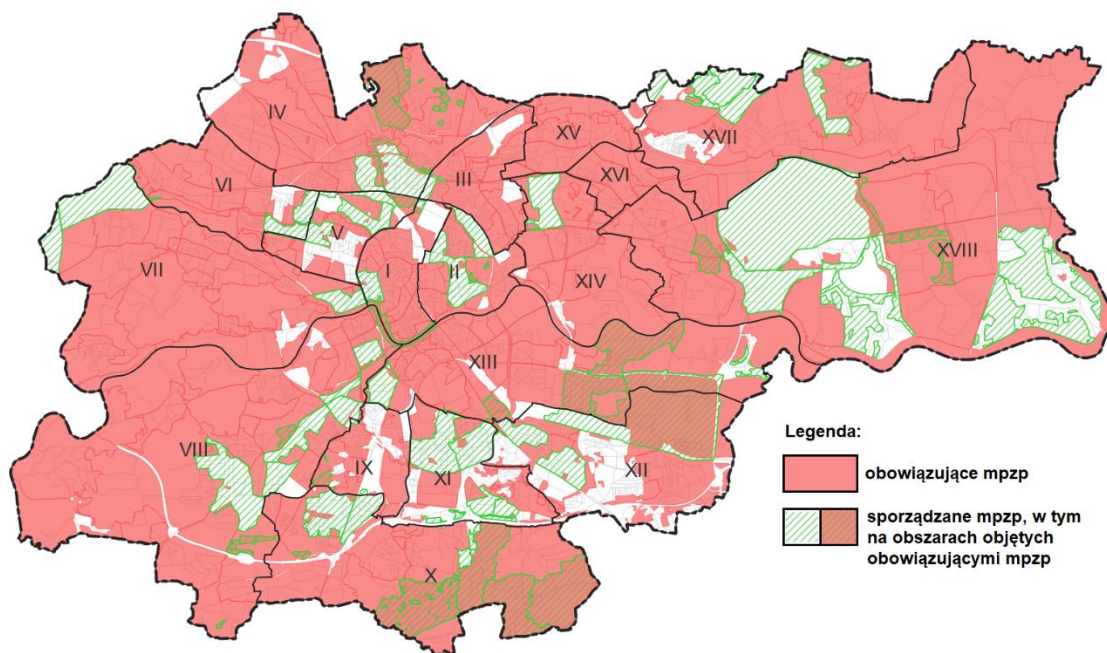 IV
XV
XVII
III
VI
XVI
V
XVIII
VII
I
II
XIV
XIII
VIII
IX
XI
XII
X
Legenda:
obowiązujące mpzp
sporządzane mpzp, w tym
na obszarach objętych
obowiązującymi mpzp